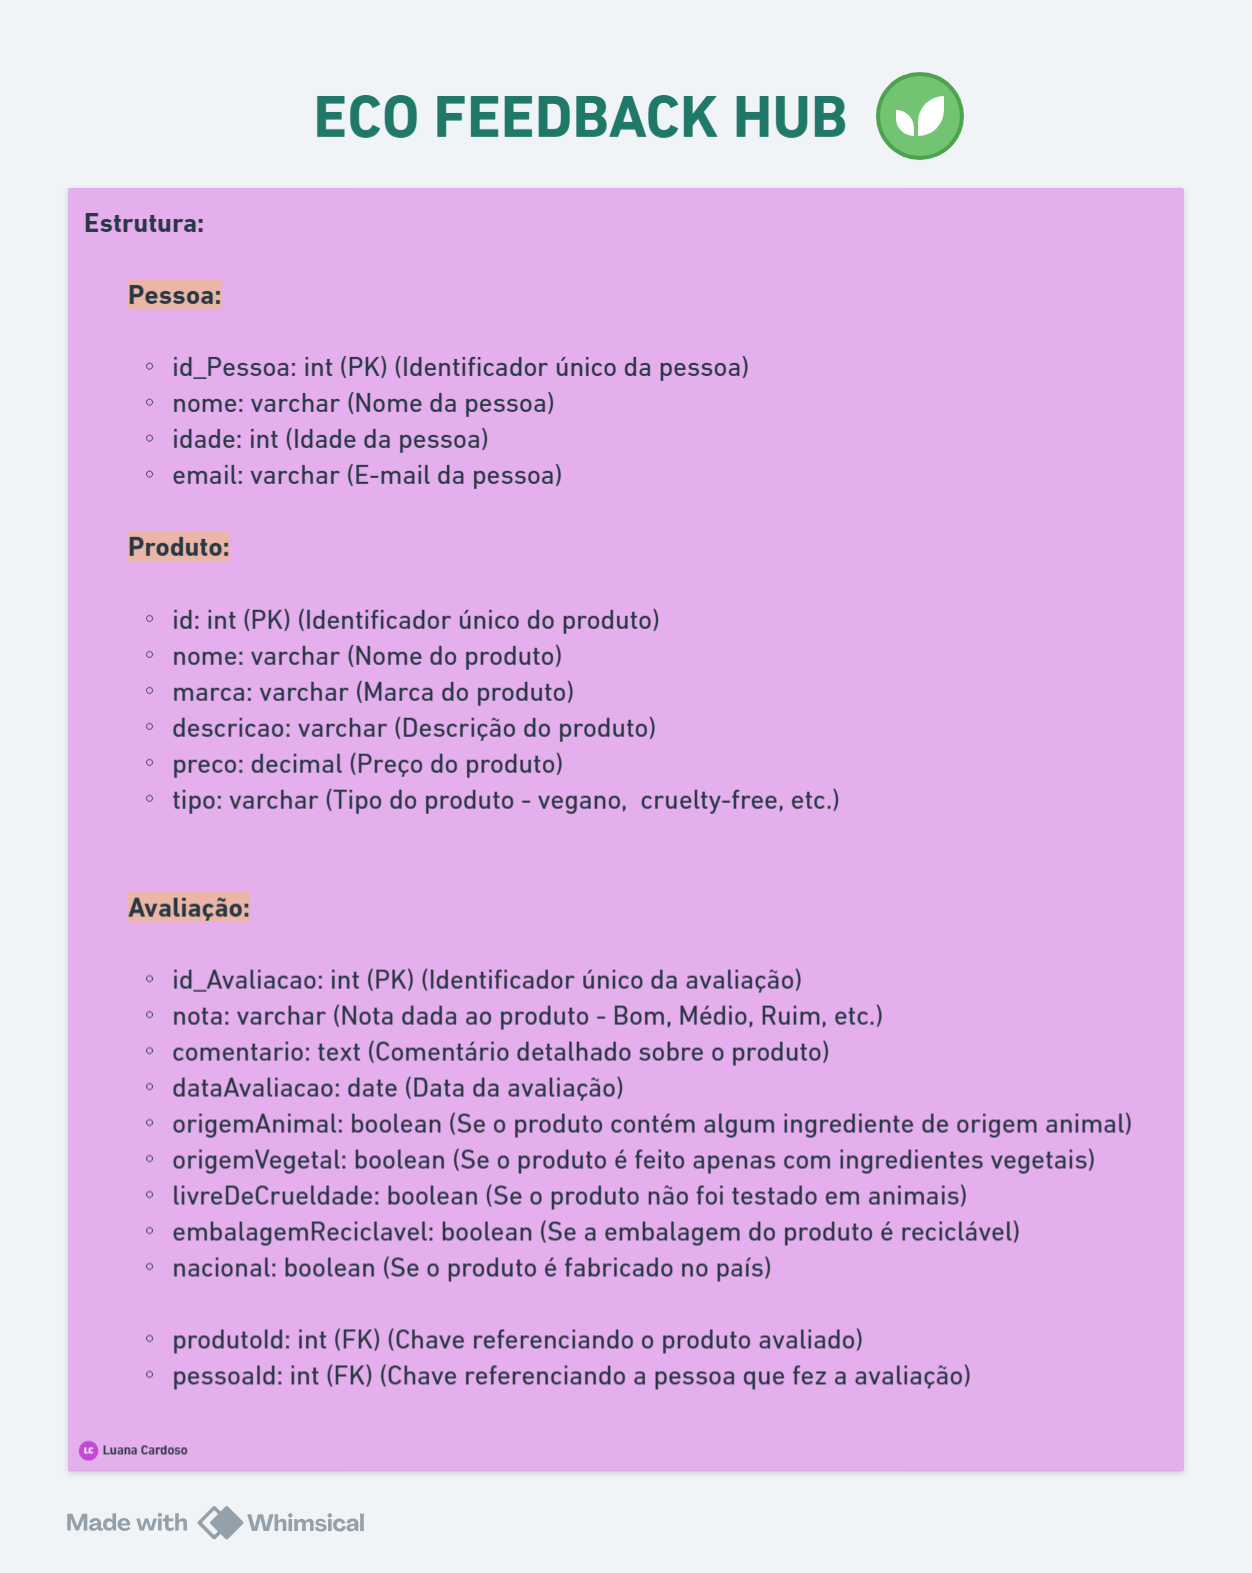 ECO FEEDBACK HUB
Estrutura:
Pessoa:
◦ id_Pessoa: int (PK) (Identificador único da pessoa)
◦ nome: varchar (Nome da pessoa)
◦ idade: int (Idade da pessoa)
◦ email: varchar (E-mail da pessoa)
Produto:
◦ id: int (PK) (Identificador único do produto)
◦ nome: varchar (Nome do produto)
◦ marca: varchar (Marca do produto)
◦ descricao: varchar (Descrição do produto)
◦ preco: decimal (Preço do produto)
◦ tipo: varchar (Tipo do produto - vegano,  cruelty-free, etc.)
Avaliação:
◦ id_Avaliacao: int (PK) (Identificador único da avaliação)
◦ nota: varchar (Nota dada ao produto - Bom, Médio, Ruim, etc.)
◦ comentario: text (Comentário detalhado sobre o produto)
◦ dataAvaliacao: date (Data da avaliação)
◦ origemAnimal: boolean (Se o produto contém algum ingrediente de origem animal)
◦ origemVegetal: boolean (Se o produto é feito apenas com ingredientes vegetais)
◦ livreDeCrueldade: boolean (Se o produto não foi testado em animais)
◦ embalagemReciclavel: boolean (Se a embalagem do produto é reciclável)
◦ nacional: boolean (Se o produto é fabricado no país)
◦ produtoId: int (FK) (Chave referenciando o produto avaliado)
◦ pessoaId: int (FK) (Chave referenciando a pessoa que fez a avaliação)
LC Luana Cardoso
Made with Whimsical